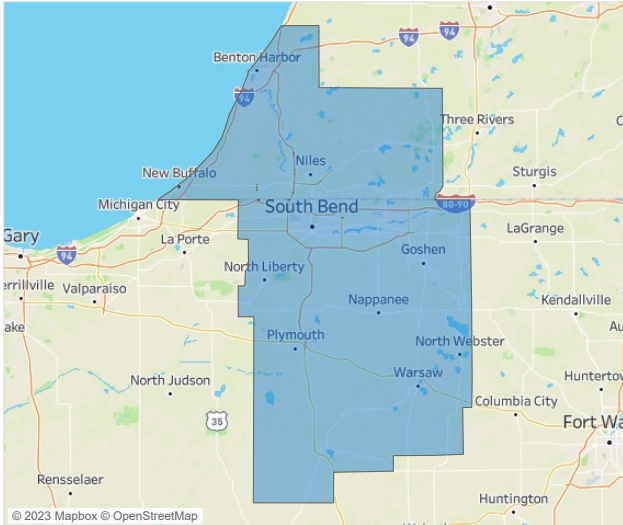 94
94
Benton Harbor
94
Three Rivers
Niles
New Buffalo
Sturgis
Michigan City
South Bend
80-90
LaGrange
Gary
94
La Porte
Goshen
North Liberty
Valparaiso
errillville
Nappanee
Kendallville
ake
Au
Plymouth
North Webster
Warsaw
North Judson
Huntertow
Columbia City
35
Fort Wa
Rensselaer
Huntington
© 2023 Mapbox © OpenStreetMap